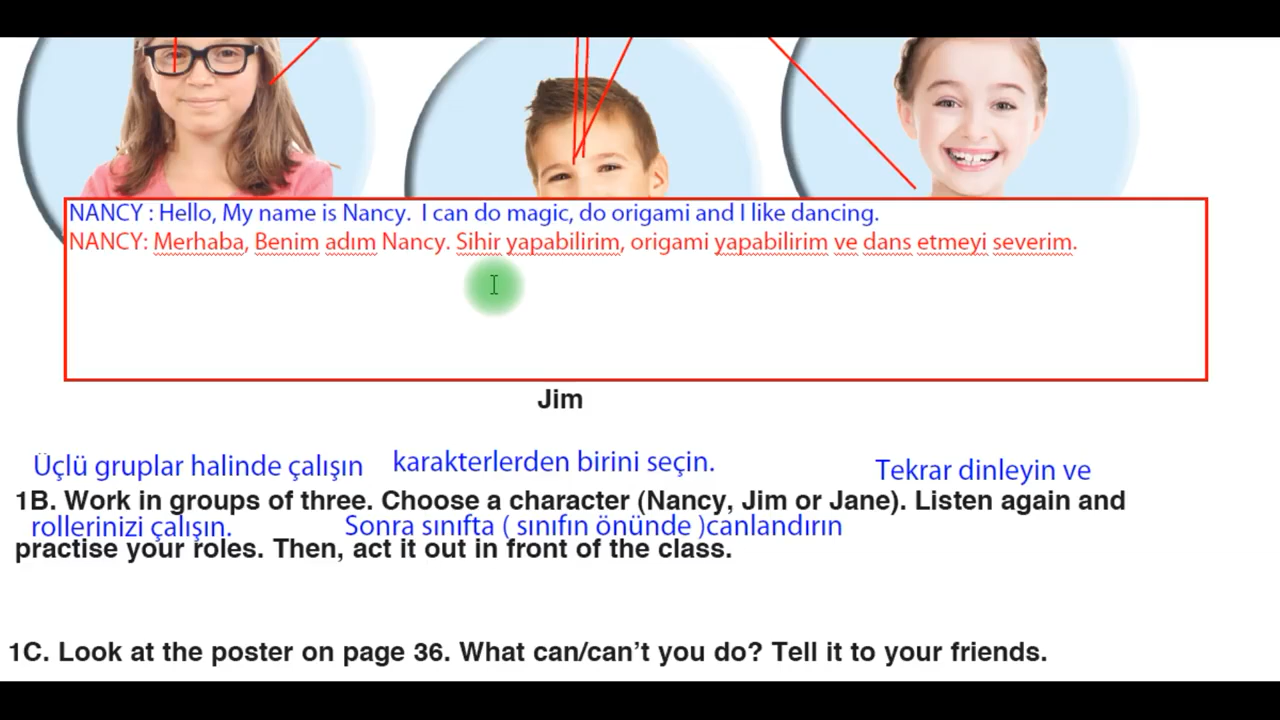 NANCY : Hello, My name is Nancy. I can do magic, do origami and I like dancing.
NANCY: Merhaba, Benim adım Nancy. Sihir yapabilirim, origami yapabilirim ve dans etmeyi severim.
Jim
Üçlü gruplar halinde çalışın karakterlerden birini seçin. Tekrar dinleyin ve
1B. Work in groups of three. Choose a character (Nancy, Jim or Jane). Listen again and
rollerinizi çalışın. Sonra sınıfta ( sınıfın önünde )canlandırın
practise your roles. Then, act it out in front of the class.
1C. Look at the poster on page 36. What can/can't you do? Tell it to your friends.